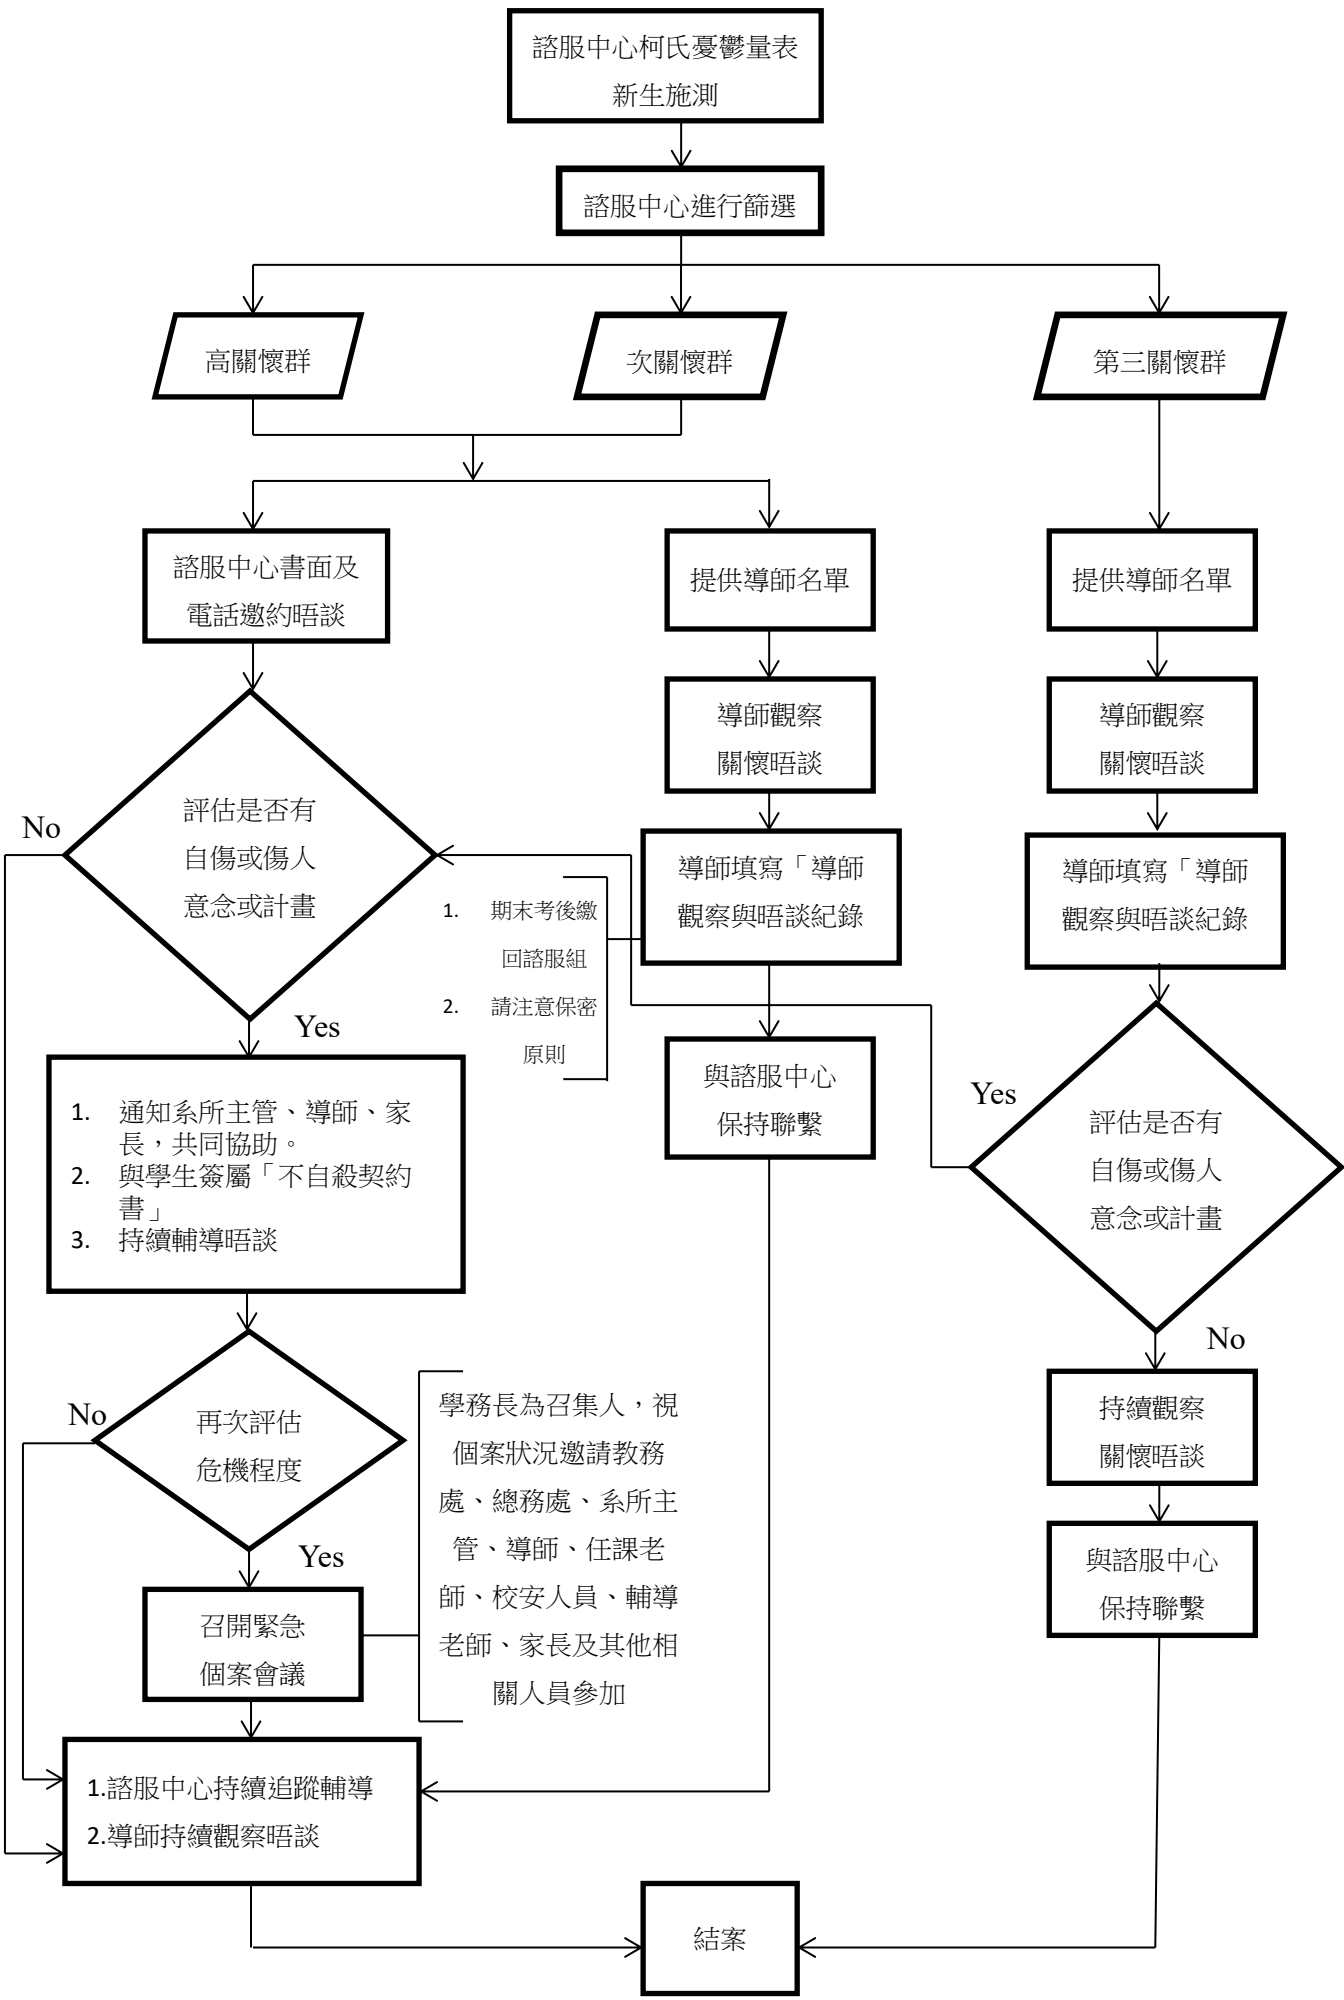 諮服中心柯氏憂鬱量表
新生施測
諮服中心進行篩選
高關懷群
次關懷群
第三關懷群
諮服中心書面及
電話邀約晤談
提供導師名單
提供導師名單
導師觀察
關懷晤談
導師觀察
關懷晤談
No
評估是否有
自傷或傷人
意念或計畫
Yes
導師填寫「導師
觀察與晤談紀錄
1. 期末考後繳
回諮服組
2. 請注意保密
原則
導師填寫「導師
觀察與晤談紀錄
與諮服中心
保持聯繫
Yes
評估是否有
自傷或傷人
意念或計畫
No
1. 通知系所主管、導師、家
長，共同協助。
2. 與學生簽屬「不自殺契約
書」
3. 持續輔導晤談
No
再次評估
危機程度
Yes
學務長為召集人，視
個案狀況邀請教務
處、總務處、系所主
管、導師、任課老
師、校安人員、輔導
老師、家長及其他相
關人員參加
持續觀察
關懷晤談
與諮服中心
保持聯繫
召開緊急
個案會議
1.諮服中心持續追蹤輔導
2.導師持續觀察晤談
結案